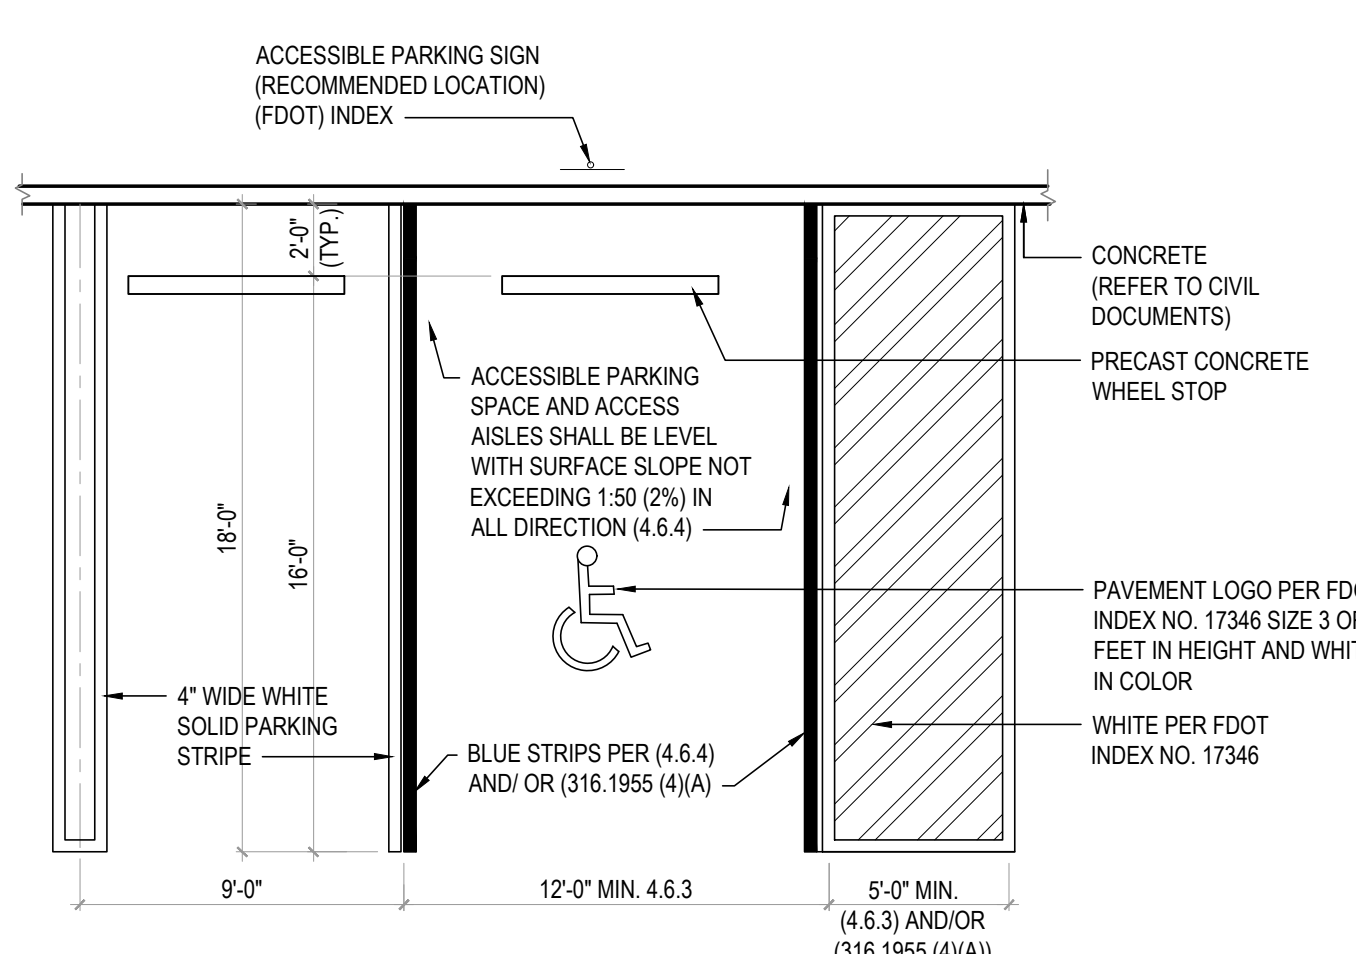 ACCESSIBLE PARKING SIGN
(RECOMMENDED LOCATION)
(FDOT) INDEX
2'-0"
(TYP.)
CONCRETE
(REFER TO CIVIL
DOCUMENTS)
PRECAST CONCRETE
WHEEL STOP
ACCESSIBLE PARKING
SPACE AND ACCESS
AISLES SHALL BE LEVEL
WITH SURFACE SLOPE NOT
EXCEEDING 1:50 (2%) IN
ALL DIRECTION (4.6.4)
18'-0"
16'-0"
PAVEMENT LOGO PER
INDEX NO. 17346 SIZE 3
FEET IN HEIGHT AND
IN COLOR
4" WIDE WHITE
SOLID PARKING
STRIPE
BLUE STRIPS PER (4.6.4)
AND/ OR (316.1955 (4)(A)
WHITE PER FDOT
INDEX NO. 17346
9'-0"
12'-0" MIN. 4.6.3
5'-0" MIN.
(4.6.3) AND/OR
(316.1955 (4)(A))